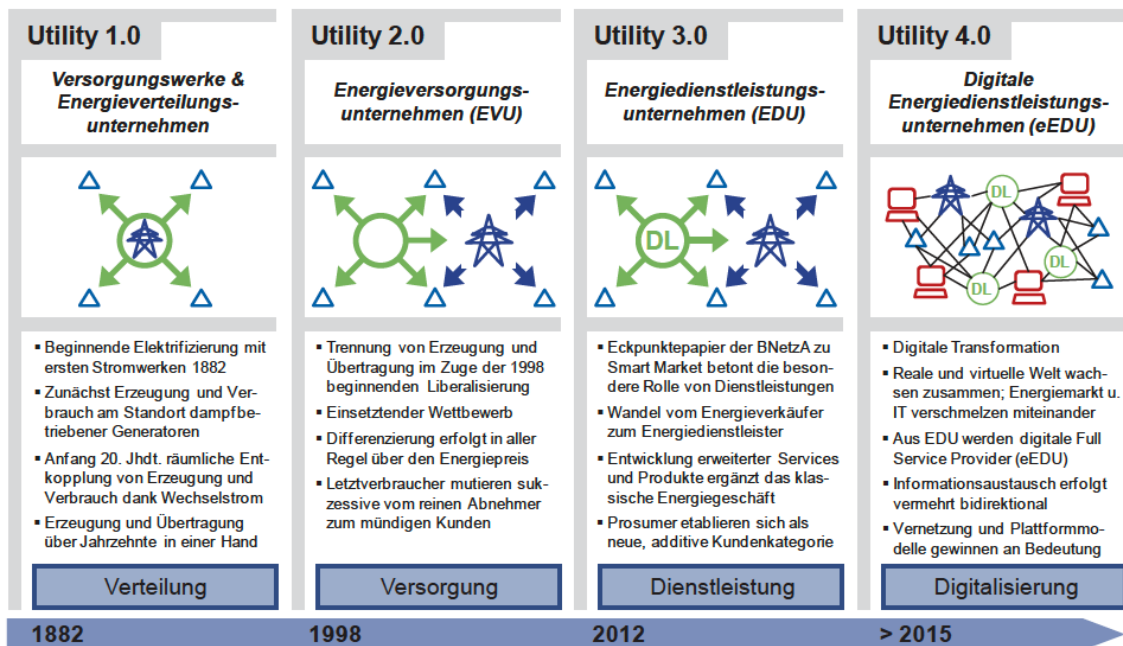 Utility 1.0
Versorgungswerke &
Energieverteilungs-
unternehmen
▪ Beginnende Elektrifizierung mit
ersten Stromwerken 1882
▪ Zunächst Erzeugung und Ver-
brauch am Standort dampfbe-
triebener Generatoren
▪ Anfang 20. Jhdt. räumliche Ent-
kopplung von Erzeugung und
Verbrauch dank Wechselstrom
▪ Erzeugung und Übertragung
über Jahrzehnte in einer Hand
Verteilung
1882
Utility 2.0
Energieversorgungs-
unternehmen (EVU)
▪ Trennung von Erzeugung und
Übertragung im Zuge der 1998
beginnenden Liberalisierung
▪ Einsetztender Wettbewerb
▪ Differenzierung erfolgt in aller
Regel über den Energiepreis
▪ Letztverbraucher mutieren suk-
zessive vom reinen Abnehmer
zum mündigen Kunden
Versorgung
1998
Utility 3.0
Energiedienstleistungs-
unternehmen (EDU)
DL
▪ Eckpunktepapier der BNetzA zu
Smart Market betont die beson-
dere Rolle von Dienstleistungen
▪ Wandel vom Energieverkäufer
zum Energiedienstleister
▪ Entwicklung erweiterter Services
und Produkte ergänzt das klas-
sische Energiegeschäft
▪ Prosumer etablieren sich als
neue, additive Kundenkategorie
Dienstleistung
2012
Utility 4.0
Digitale
Energiedienstleistungs-
unternehmen (eEDU)
DL
DL
DL
▪ Digitale Transformation
▪ Reale und virtuelle Welt wach-
sen zusammen; Energiemarkt u.
IT verschmelzen miteinander
▪ Aus EDU werden digitale Full
Service Provider (eEDU)
▪ Informationsaustausch erfolgt
vermehrt bidirektional
▪ Vernetzung und Plattformmo-
delle gewinnen an Bedeutung
Digitalisierung
> 2015